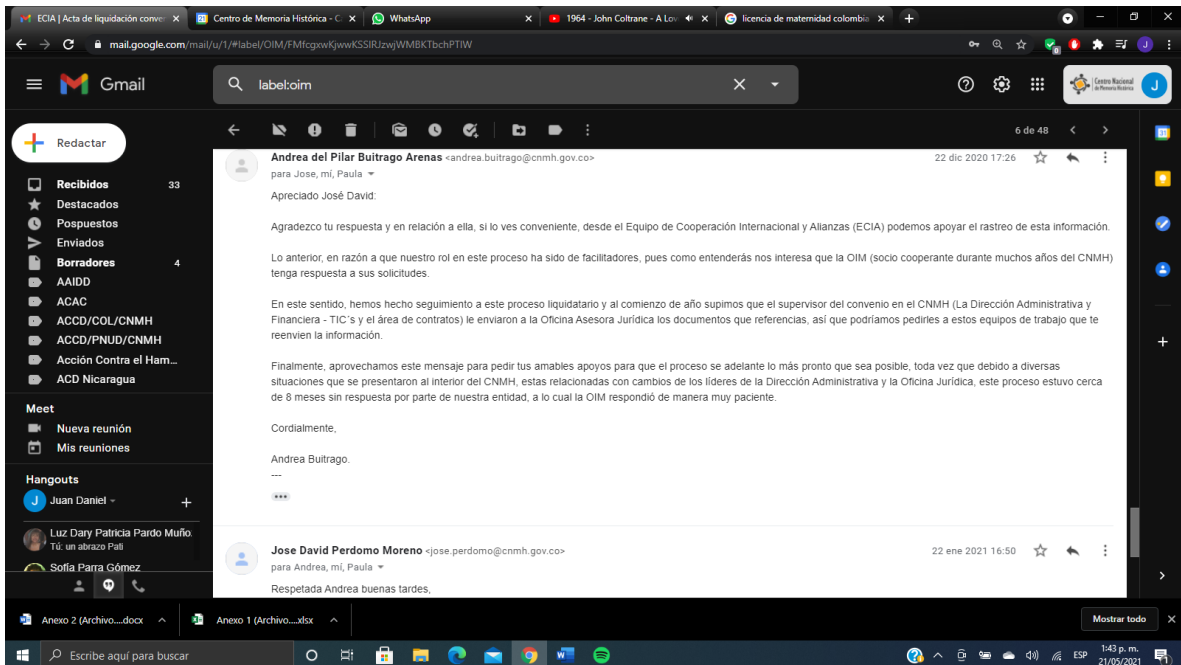 ECIA | Acta de liquidación conver
Centro de Memoria Histórica - C
WhatsApp
1964 - John Coltrane - A Lov
licencia de maternidad colombia
mail.google.com/mail/u/1/#label/OIM/FMfcgxwKjwwKSSlRJzwjWMBKTbchPTlW
Gmail
label:oim
Centro Nacional
de Memoria Histórica
J
Redactar
6 de 48
Recibidos 33
Destacados
Pospuestos
Enviados
Borradores 4
AAIDD
ACAC
ACCD/COL/CNMH
ACCD/PNUD/CNMH
Acción Contra el Ham...
ACD Nicaragua
Meet
Nueva reunión
Mis reuniones
Hangouts
J Juan Daniel
Luz Dary Patricia Pardo Muño:
Tú: un abrazo Pati
Sofía Parra Gómez
Andrea del Pilar Buitrago Arenas <andrea.buitrago@cnmh.gov.co> 22 dic 2020 17:26
para Jose, mí, Paula
Apreciado José David:
Agradezco tu respuesta y en relación a ella, si lo ves conveniente, desde el Equipo de Cooperación Internacional y Alianzas (ECIA) podemos apoyar el rastreo de esta información.
Lo anterior, en razón a que nuestro rol en este proceso ha sido de facilitadores, pues como entenderás nos interesa que la OIM (socio cooperante durante muchos años del CNMH)
tenga respuesta a sus solicitudes.
En este sentido, hemos hecho seguimiento a este proceso liquidatario y al comienzo de año supimos que el supervisor del convenio en el CNMH (La Dirección Administrativa y
Financiera - TIC´s y el área de contratos) le enviaron a la Oficina Asesora Jurídica los documentos que referencias, así que podríamos pedirles a estos equipos de trabajo que te
reenvien la información.
Finalmente, aprovechamos este mensaje para pedir tus amables apoyos para que el proceso se adelante lo más pronto que sea posible, toda vez que debido a diversas
situaciones que se presentaron al interior del CNMH, estas relacionadas con cambios de los líderes de la Dirección Administrativa y la Oficina Jurídica, este proceso estuvo cerca
de 8 meses sin respuesta por parte de nuestra entidad, a lo cual la OIM respondió de manera muy paciente.
Cordialmente,
Andrea Buitrago.
---
Jose David Perdomo Moreno <jose.perdomo@cnmh.gov.co> 22 ene 2021 16:50
para Andrea, mí, Paula
Respetada Andrea buenas tardes,
Anexo 2 (Archivo....docx
Anexo 1 (Archivo....xlsx
Mostrar todo
Escribe aquí para buscar
ESP
1:43 p. m.
21/05/2021